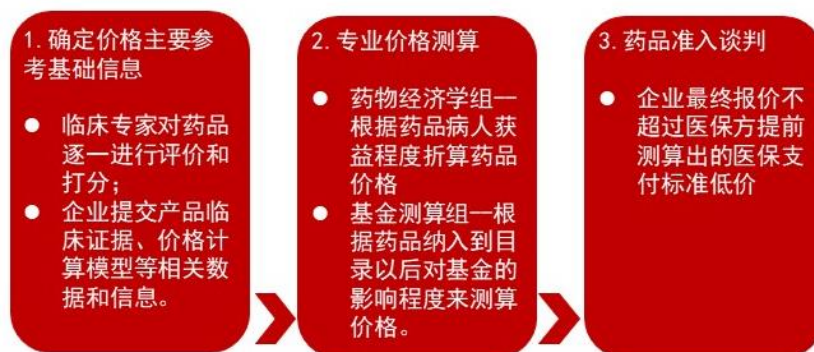 1. 确定价格主要参
考基础信息
● 临床专家对药品
逐一进行评价和
打分；
● 企业提交产品临
床证据、价格计
算模型等相关数
据和信息。
2. 专业价格测算
● 药物经济学组—
根据药品病人获
益程度折算药品
价格
● 基金测算组—根
据药品纳入到目
录以后对基金的
影响程度来测算
价格。
3. 药品准入谈判
● 企业最终报价不
超过医保方提前
测算出的医保支
付标准低价